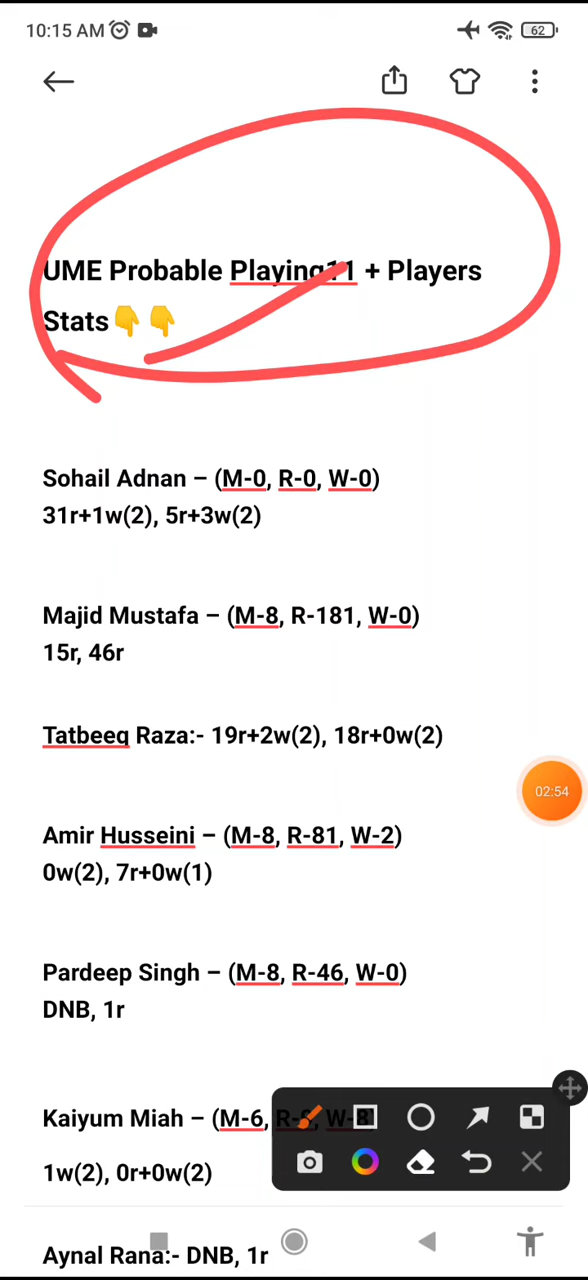 10:15 AM
62
UME Probable Playing11 + Players
Stats👇👇
Sohail Adnan – (M-0, R-0, W-0)
31r+1w(2), 5r+3w(2)
Majid Mustafa – (M-8, R-181, W-0)
15r, 46r
Tatbeeq Raza:- 19r+2w(2), 18r+0w(2)
02:54
Amir Husseini – (M-8, R-81, W-2)
0w(2), 7r+0w(1)
Pardeep Singh – (M-8, R-46, W-0)
DNB, 1r
Kaiyum Miah – (M-6,
1w(2), 0r+0w(2)
Aynal Rana:- DNB, 1r